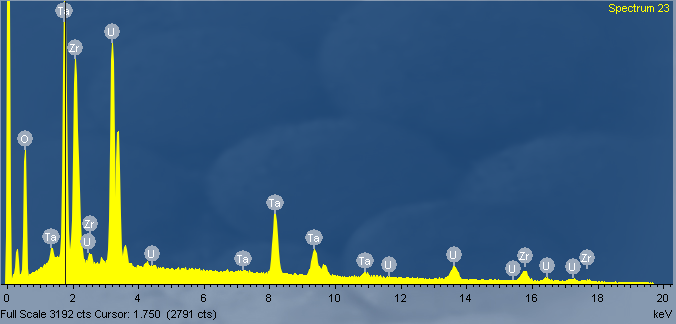 Spectrum 23
Ta
Zr
U
O
Zr
Ta
U
U
Ta
Ta
Ta
Ta
U
U
U
Zr
U
U
Zr
0 2 4 6 8 10 12 14 16 18 20
Full Scale 3192 cts Cursor: 1.750 (2791 cts) keV